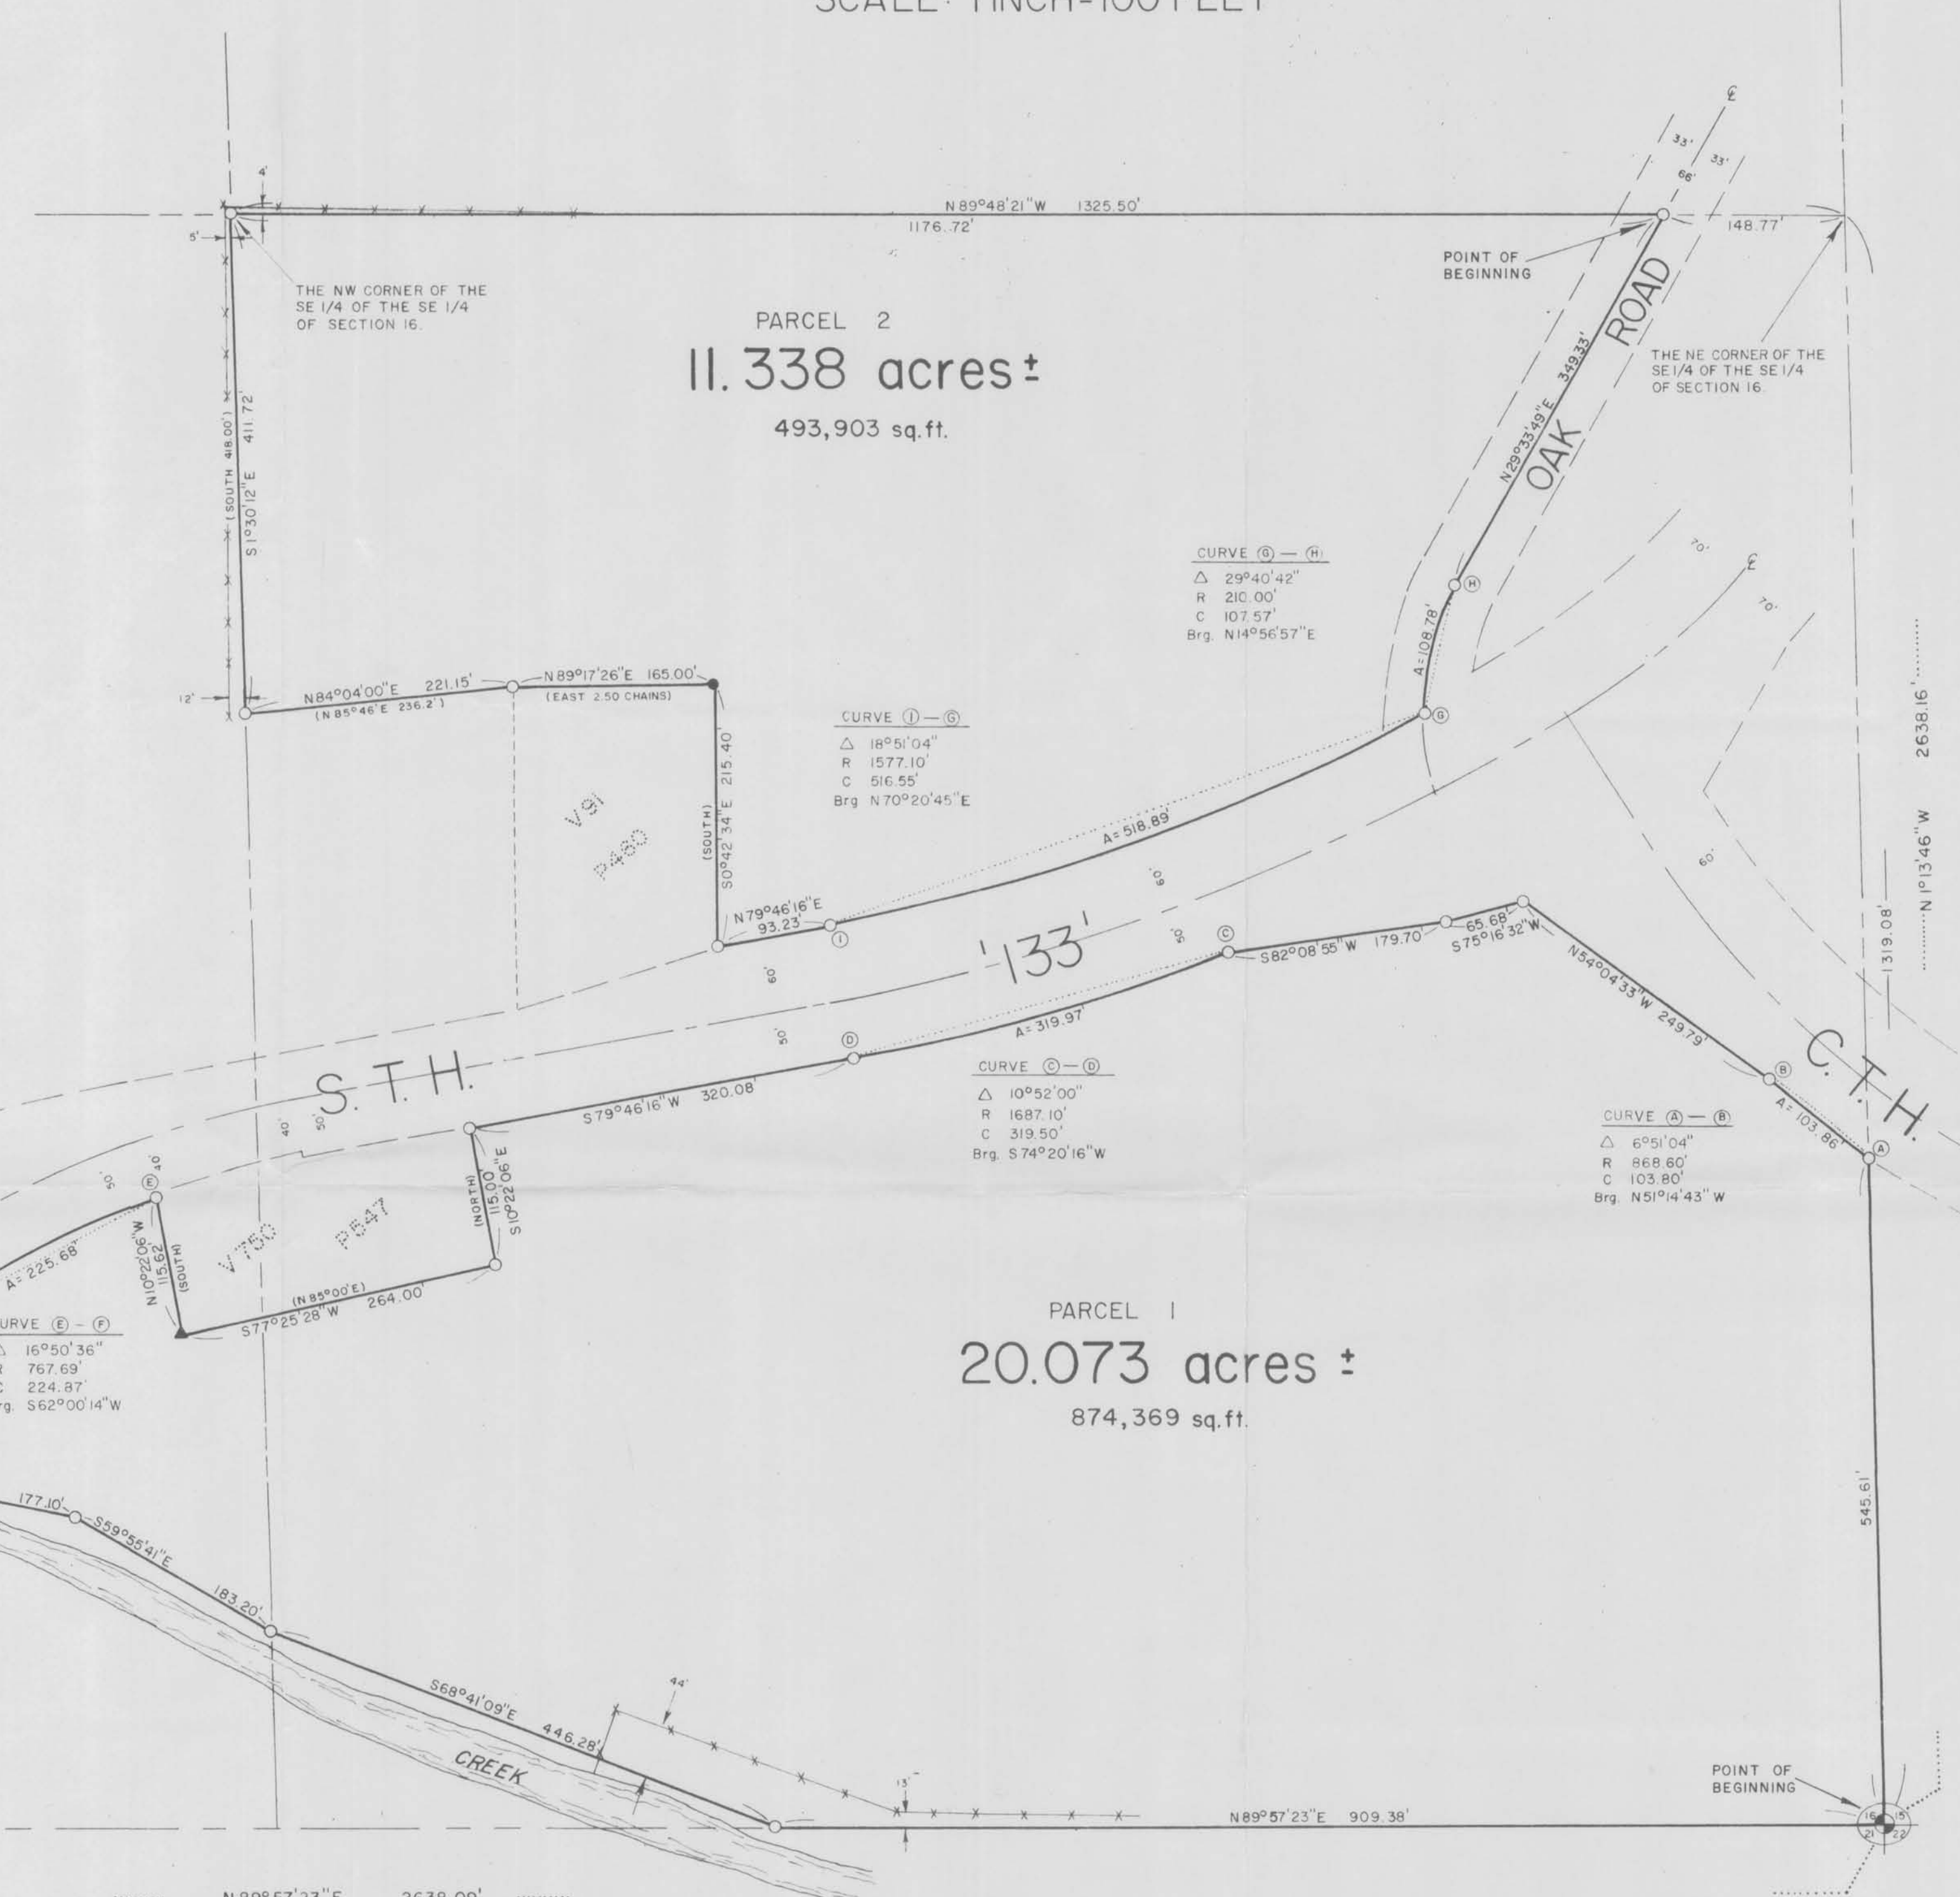 SCALE: 1 INCH=100 FEET
℄
33'
33'
66'
4'
N89°48'21"W 1325.50'
1176.72'
148.77'
5'
POINT OF
BEGINNING
THE NW CORNER OF THE
SE 1/4 OF THE SE 1/4
OF SECTION 16.
PARCEL 2
11.338 acres±
493,903 sq.ft.
OAK ROAD
N29°33'49"E 349.33'
THE NE CORNER OF THE
SE 1/4 OF THE SE 1/4
OF SECTION 16.
(SOUTH 418.00')
S1°30'12"E 411.72'
CURVE G — H
△ 29°40'42"
R 210.00'
C 107.57'
Brg. N14°56'57"E
H
A=108.78'
G
70'
℄
70'
12'
N84°04'00"E 221.15'
(N85°46'E 236.2')
N89°17'26"E 165.00'
(EAST 2.50 CHAINS)
CURVE I — G
△ 18°51'04"
R 1577.10'
C 516.55'
Brg N70°20'45"E
(SOUTH)
S0°42'34"E 215.40'
V91
P480
A=518.89'
60'
60'
N1°13'46"W 2638.16'
1319.08'
N79°46'16"E
93.23'
I
60'
'133'
50'
C
S82°08'55"W 179.70'
65.68'
S75°16'32"W
N54°04'33"W 249.79'
A=319.97'
50'
D
S.T.H.
C.T.H.
B
A=103.86'
A
S79°46'16"W 320.08'
CURVE C — D
△ 10°52'00"
R 1687.10'
C 319.50'
Brg. S74°20'16"W
CURVE A — B
△ 6°51'04"
R 868.60'
C 103.80'
Brg. N51°14'43"W
40'
50'
50'
E
40'
(NORTH)
115.00'
S10°22'06"E
N10°22'06"W
115.62'
(SOUTH)
V750
P547
A=225.68'
(N85°00'E)
S77°25'28"W 264.00'
URVE E - F
△ 16°50'36"
R 767.69'
C 224.87'
rg. S62°00'14"W
PARCEL 1
20.073 acres ±
874,369 sq.ft.
545.61'
177.10'
S59°55'41"E
183.20'
S68°41'09"E 446.28'
44'
CREEK
13'
N89°57'23"E 909.38'
POINT OF
BEGINNING
16 15
21 22
N89°57'23"E 2638.09'